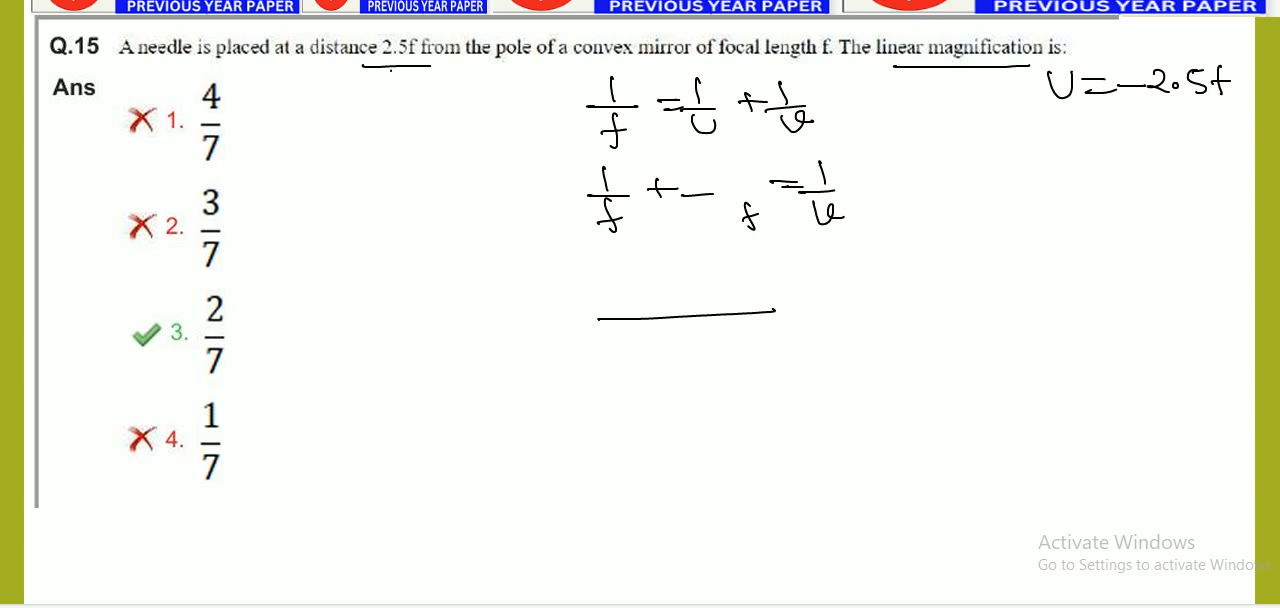 PREVIOUS YEAR PAPER PREVIOUS YEAR PAPER PREVIOUS YEAR PAPER PREVIOUS YEAR PAPER
Q.15 A needle is placed at a distance 2.5f from the pole of a convex mirror of focal length f. The linear magnification is:
Ans
1. 4/7
2. 3/7
3. 2/7
4. 1/7
U = -2.5f
1/f = 1/U + 1/v
1/f + - f = 1/v
Activate Windows
Go to Settings to activate Windo